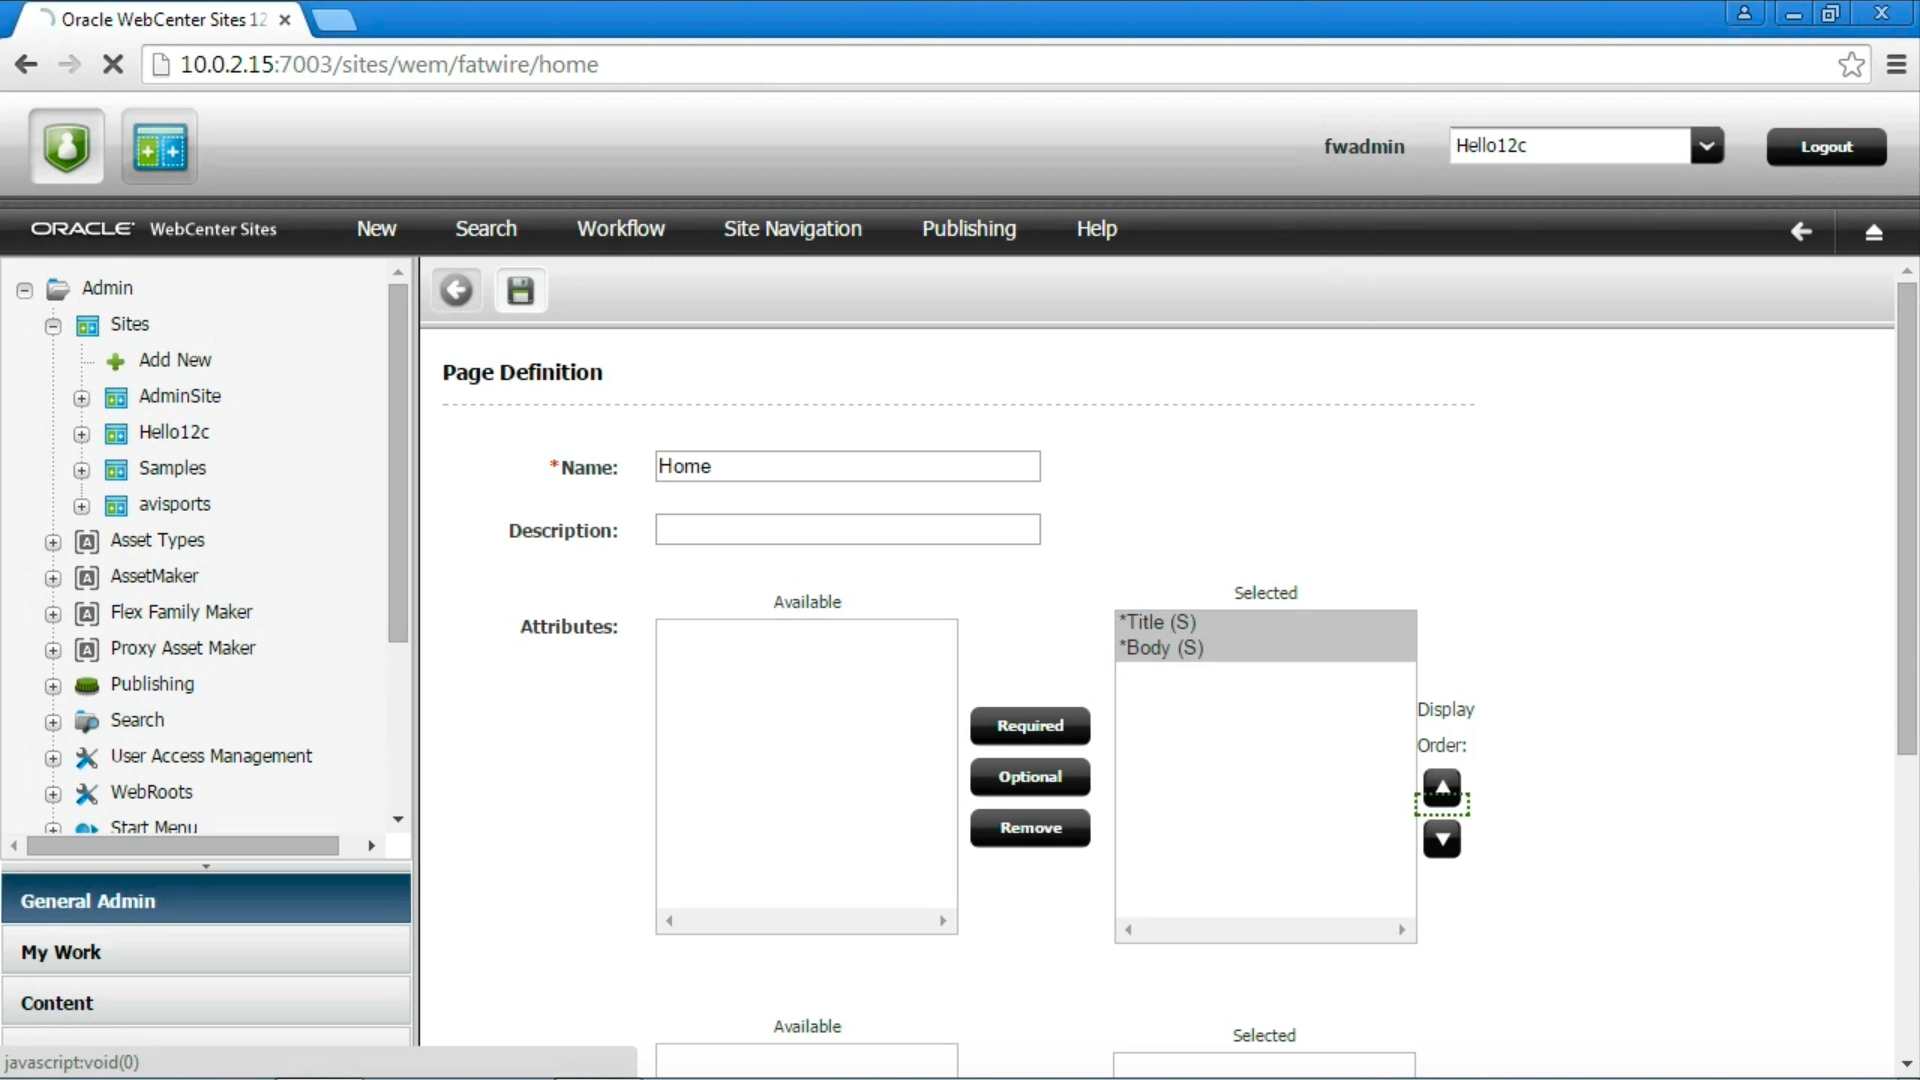 Oracle WebCenter Sites 12
10.0.2.15:7003/sites/wem/fatwire/home
fwadmin
Hello12c
Logout
ORACLE WebCenter Sites
New
Search
Workflow
Site Navigation
Publishing
Help
Admin
Sites
Add New
AdminSite
Hello12c
Samples
avisports
Asset Types
AssetMaker
Flex Family Maker
Proxy Asset Maker
Publishing
Search
User Access Management
WebRoots
Start Menu
General Admin
My Work
Content
javascript:void(0)
Page Definition
*Name:
Home
Description:
Attributes:
Available
Selected
*Title (S)
*Body (S)
Required
Optional
Remove
Display
Order:
Available
Selected